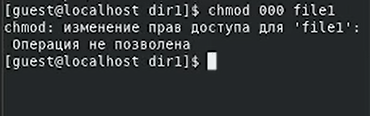 [guest@localhost dir1]$ chmod 000 file1
chmod: изменение прав доступа для 'file1':
Операция не позволена
[guest@localhost dir1]$